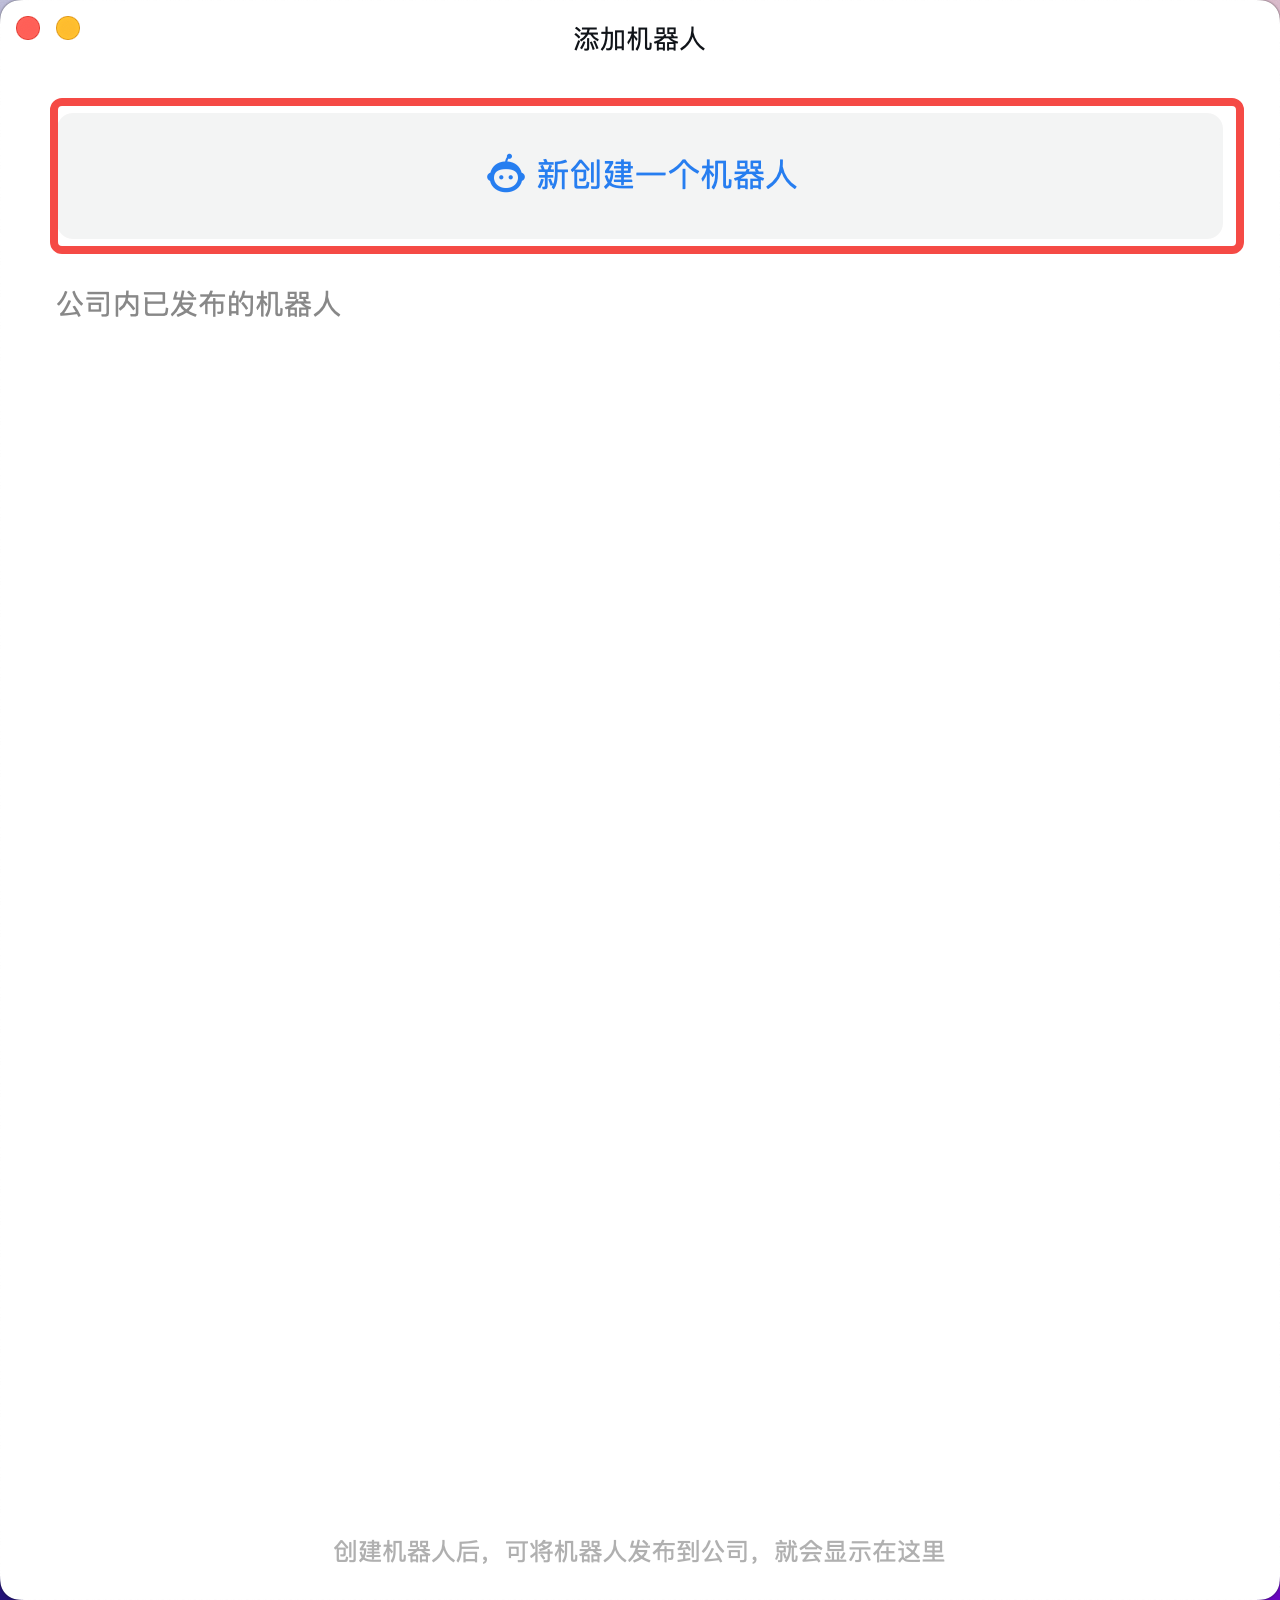 添加机器人
新创建一个机器人
公司内已发布的机器人
创建机器人后，可将机器人发布到公司，就会显示在这里